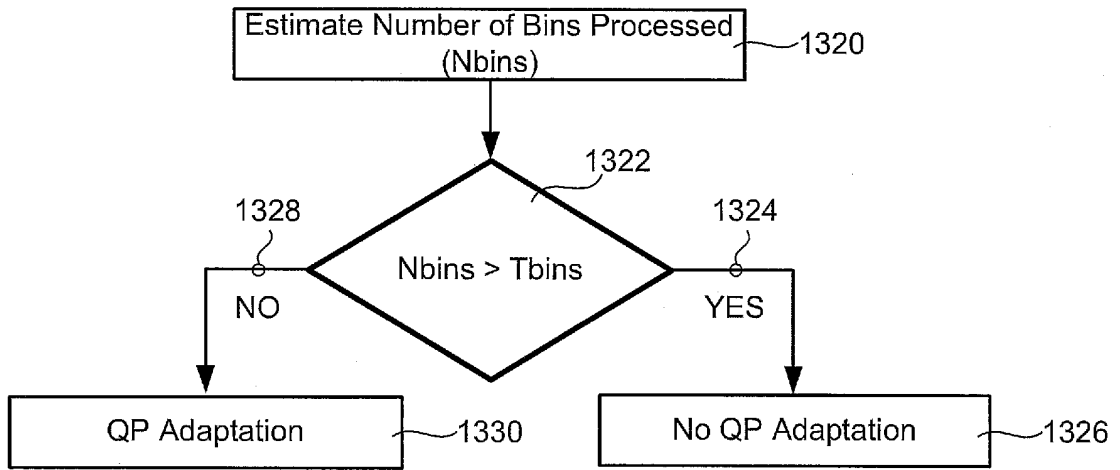 Estimate Number of Bins Processed
(Nbins)
1320
1322
1328
1324
Nbins > Tbins
NO
YES
QP Adaptation
1330
No QP Adaptation
1326